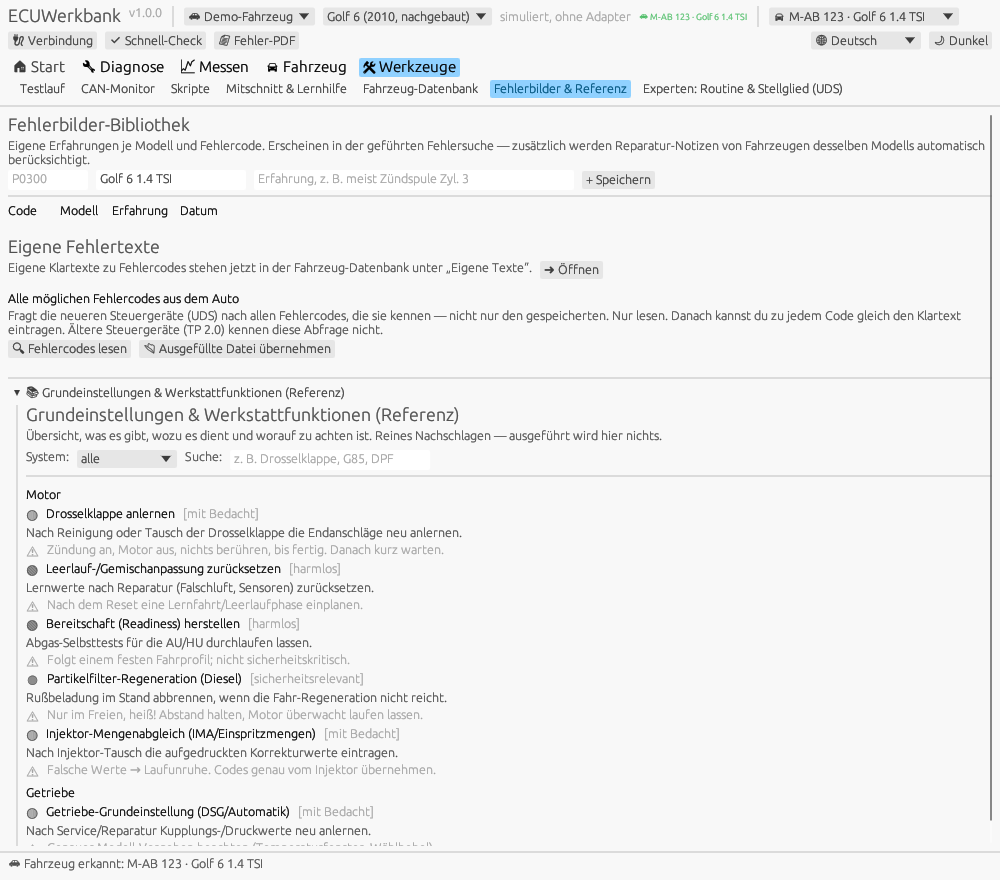 ECUWerkbank v1.0.0 Demo-Fahrzeug Golf 6 (2010, nachgebaut) simuliert, ohne Adapter M-AB 123 · Golf 6 1.4 TSI M-AB 123 · Golf 6 1.4 TSI
Verbindung Schnell-Check Fehler-PDF Deutsch Dunkel
Start Diagnose Messen Fahrzeug Werkzeuge
Testlauf CAN-Monitor Skripte Mitschnitt & Lernhilfe Fahrzeug-Datenbank Fehlerbilder & Referenz Experten: Routine & Stellglied (UDS)
Fehlerbilder-Bibliothek
Eigene Erfahrungen je Modell und Fehlercode. Erscheinen in der geführten Fehlersuche — zusätzlich werden Reparatur-Notizen von Fahrzeugen desselben Modells automatisch
berücksichtigt.
P0300 Golf 6 1.4 TSI Erfahrung, z. B. meist Zündspule Zyl. 3 + Speichern
Code Modell Erfahrung Datum
Eigene Fehlertexte
Eigene Klartexte zu Fehlercodes stehen jetzt in der Fahrzeug-Datenbank unter „Eigene Texte“. → Öffnen
Alle möglichen Fehlercodes aus dem Auto
Fragt die neueren Steuergeräte (UDS) nach allen Fehlercodes, die sie kennen — nicht nur den gespeicherten. Nur lesen. Danach kannst du zu jedem Code gleich den Klartext
eintragen. Ältere Steuergeräte (TP 2.0) kennen diese Abfrage nicht.
Fehlercodes lesen Ausgefüllte Datei übernehmen
Grundeinstellungen & Werkstattfunktionen (Referenz)
Grundeinstellungen & Werkstattfunktionen (Referenz)
Übersicht, was es gibt, wozu es dient und worauf zu achten ist. Reines Nachschlagen — ausgeführt wird hier nichts.
System: alle Suche: z. B. Drosselklappe, G85, DPF
Motor
Drosselklappe anlernen [mit Bedacht]
Nach Reinigung oder Tausch der Drosselklappe die Endanschläge neu anlernen.
⚠ Zündung an, Motor aus, nichts berühren, bis fertig. Danach kurz warten.
Leerlauf-/Gemischanpassung zurücksetzen [harmlos]
Lernwerte nach Reparatur (Falschluft, Sensoren) zurücksetzen.
⚠ Nach dem Reset eine Lernfahrt/Leerlaufphase einplanen.
Bereitschaft (Readiness) herstellen [harmlos]
Abgas-Selbsttests für die AU/HU durchlaufen lassen.
⚠ Folgt einem festen Fahrprofil; nicht sicherheitskritisch.
Partikelfilter-Regeneration (Diesel) [sicherheitsrelevant]
Rußbeladung im Stand abbrennen, wenn die Fahr-Regeneration nicht reicht.
⚠ Nur im Freien, heiß! Abstand halten, Motor überwacht laufen lassen.
Injektor-Mengenabgleich (IMA/Einspritzmengen) [mit Bedacht]
Nach Injektor-Tausch die aufgedruckten Korrekturwerte eintragen.
⚠ Falsche Werte → Laufunruhe. Codes genau vom Injektor übernehmen.
Getriebe
Getriebe-Grundeinstellung (DSG/Automatik) [mit Bedacht]
Nach Service/Reparatur Kupplungs-/Druckwerte neu anlernen.
Fahrzeug erkannt: M-AB 123 · Golf 6 1.4 TSI